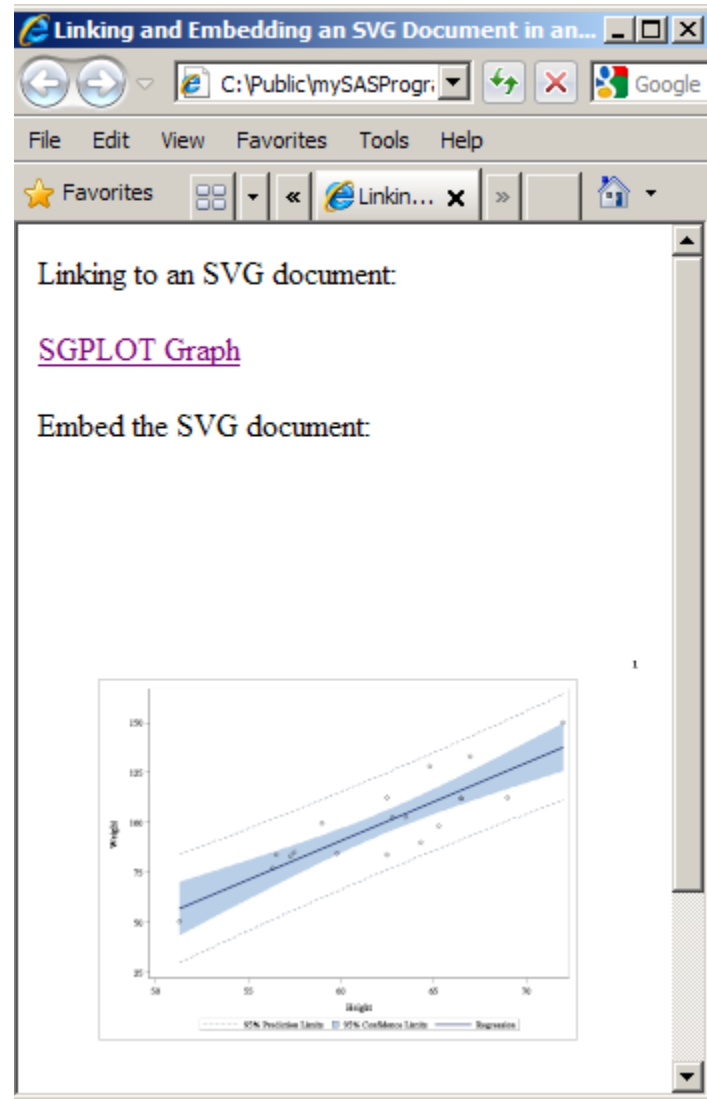 Linking and Embedding an SVG Document in an...
C:\Public\mySASProgra
Google
File Edit View Favorites Tools Help
Favorites
Linkin...
Linking to an SVG document:
SGPLOT Graph
Embed the SVG document:
1
150
125
100
75
50
25
Weight
50 55 60 65 70
Height
95% Prediction Limits 95% Confidence Limits Regression